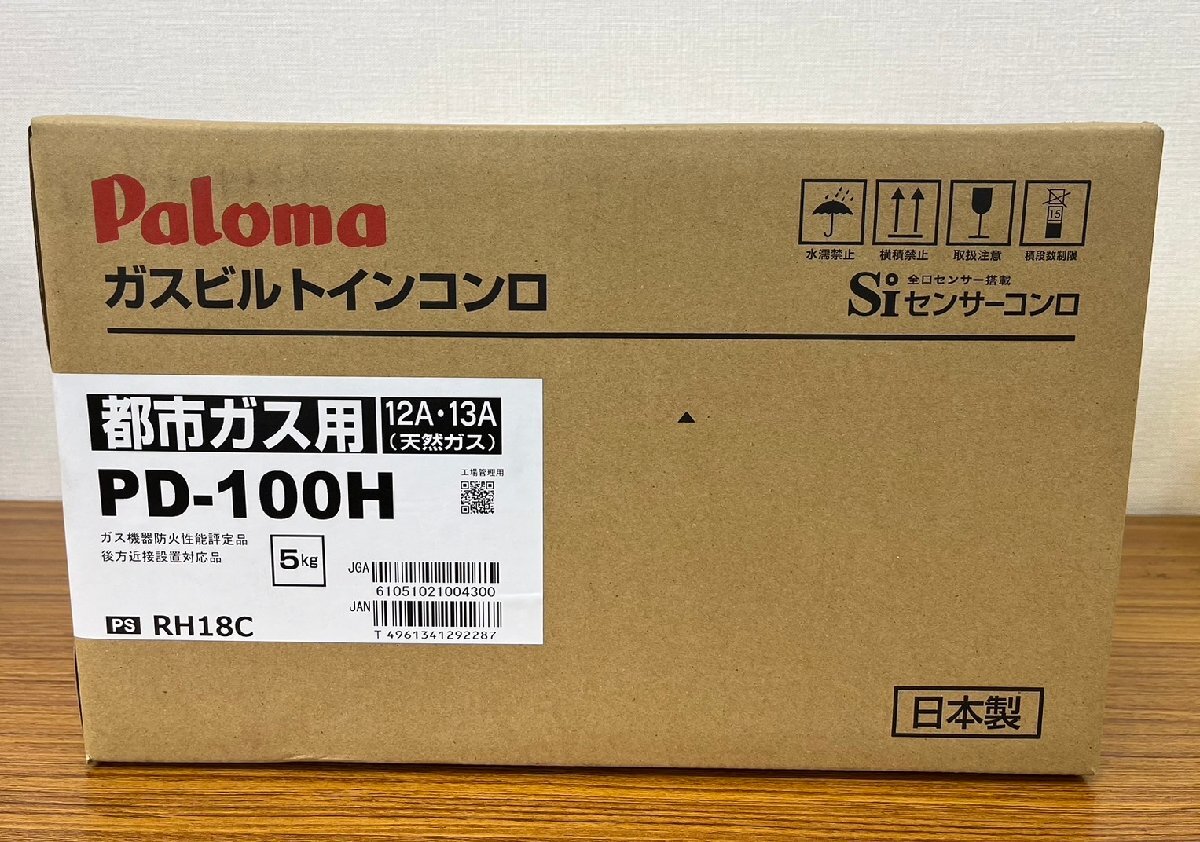 Paloma
ガスビルトインコンロ
15
水濡禁止 横積禁止 取扱注意 積段数制限
全口センサー搭載
Siセンサーコンロ
都市ガス用
12A・13A
(天然ガス)
PD-100H
工場管理用
ガス機器防火性能評定品
後方近接設置対応品
5kg
JGA
61051021004300
JAN
T 4961341292287
PS RH18C
日本製